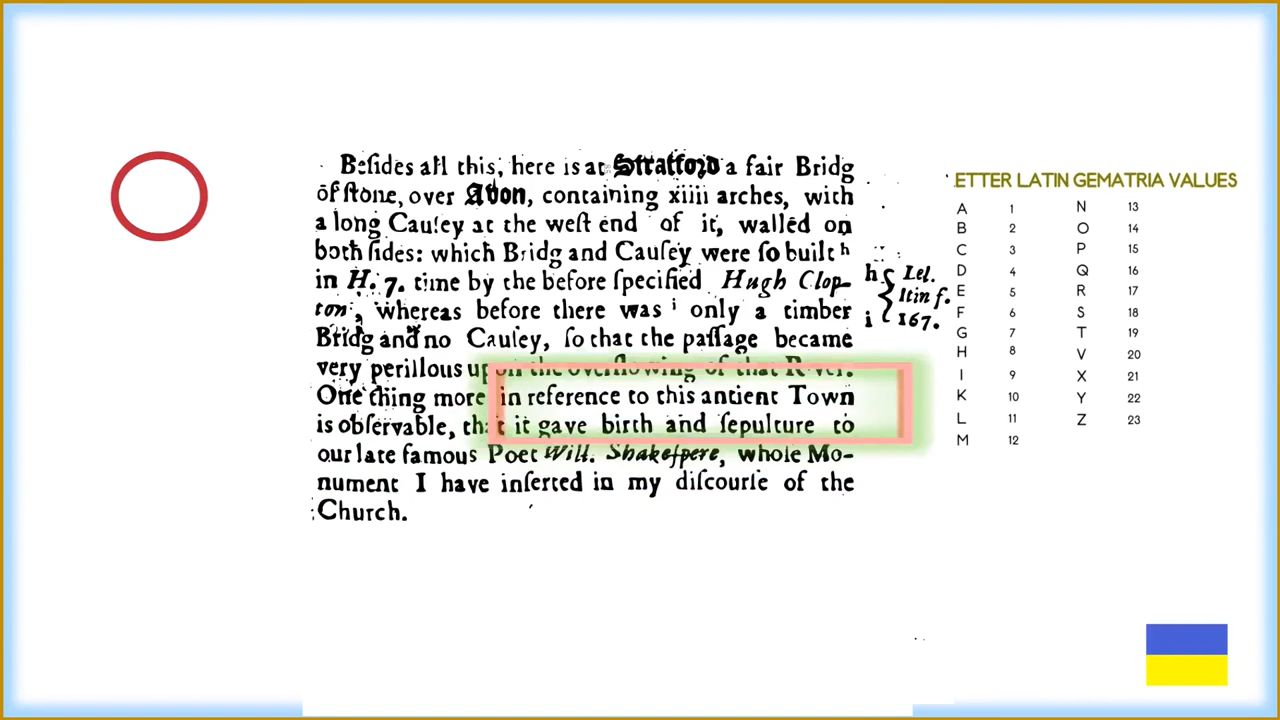 Beſides all this, here is at Stratford a fair Bridg
of ſtone, over Avon, containing xiiii arches, with
a long Cauſey at the weſt end of it, walled on
both ſides: which Bridg and Cauſey were ſo built h
in H. 7. time by the before ſpecified Hugh Clop-
ton, whereas before there was i only a timber
Bridg and no Cauſey, ſo that the paſſage became
very perillous upon the overflowing of that River.
One thing more in reference to this antient Town
is obſervable, that it gave birth and ſepulture to
our late famous Poet Will. Shakeſpere, whoſe Mo-
nument I have inſerted in my diſcourſe of the
Church.
h Lel.
Itin f.
i 167.
ETTER LATIN GEMATRIA VALUES
A 1 N 13
B 2 O 14
C 3 P 15
D 4 Q 16
E 5 R 17
F 6 S 18
G 7 T 19
H 8 V 20
I 9 X 21
K 10 Y 22
L 11 Z 23
M 12